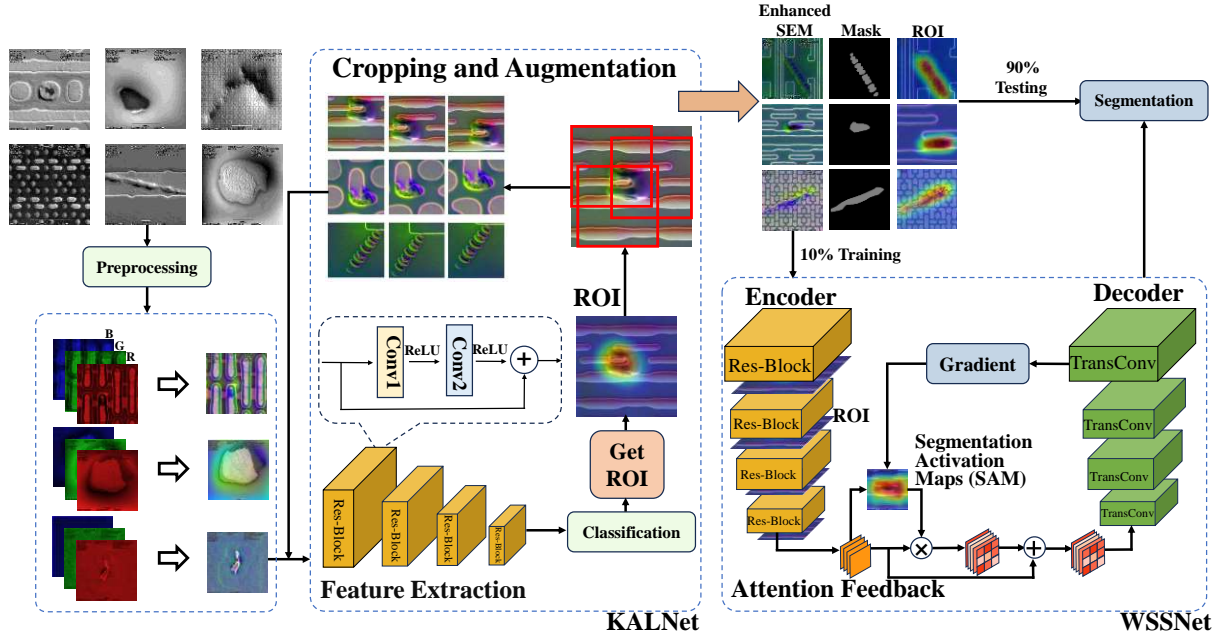 Preprocessing
B
G
R
Cropping and Augmentation
ROI
Conv1
ReLU
Conv2
ReLU
Get
ROI
Classification
Res-Block
Res-Block
Res-Block
Res-Block
Feature Extraction
KALNet
Enhanced
SEM
Mask
ROI
90%
Testing
Segmentation
10% Training
Encoder
Decoder
Res-Block
Res-Block
Res-Block
Res-Block
ROI
Gradient
TransConv
TransConv
TransConv
TransConv
Segmentation
Activation
Maps (SAM)
Attention Feedback
WSSNet